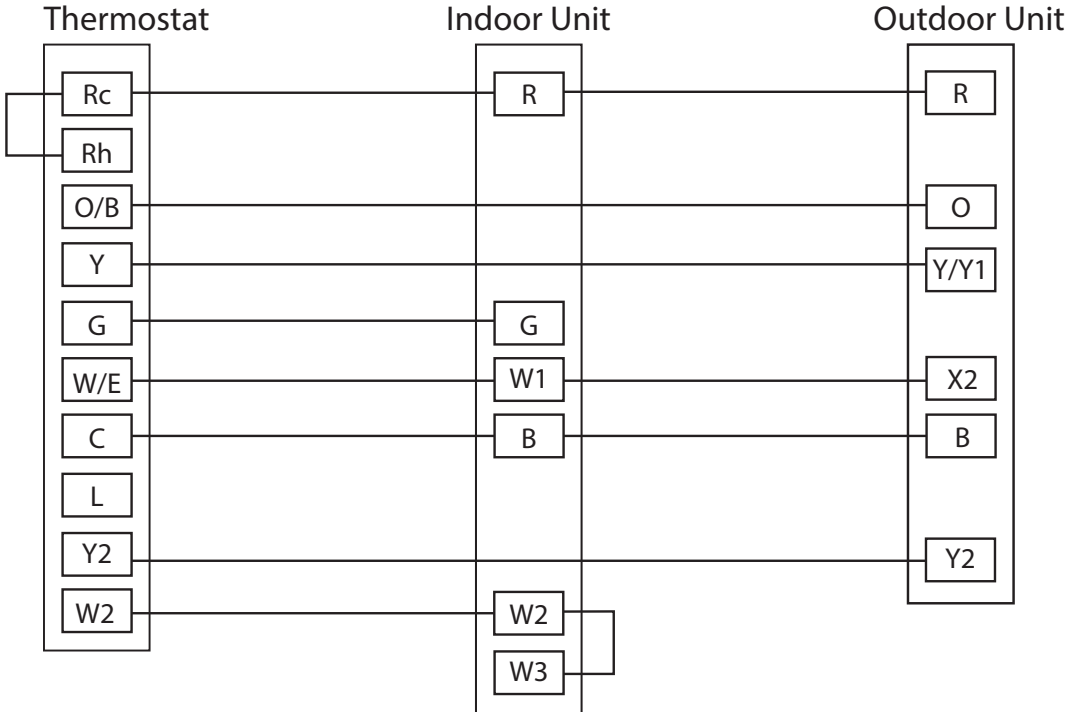 Thermostat Indoor Unit Outdoor Unit
Rc R R
Rh
O/B O
Y Y/Y1
G G
W/E W1 X2
C B B
L
Y2 Y2
W2 W2
W3